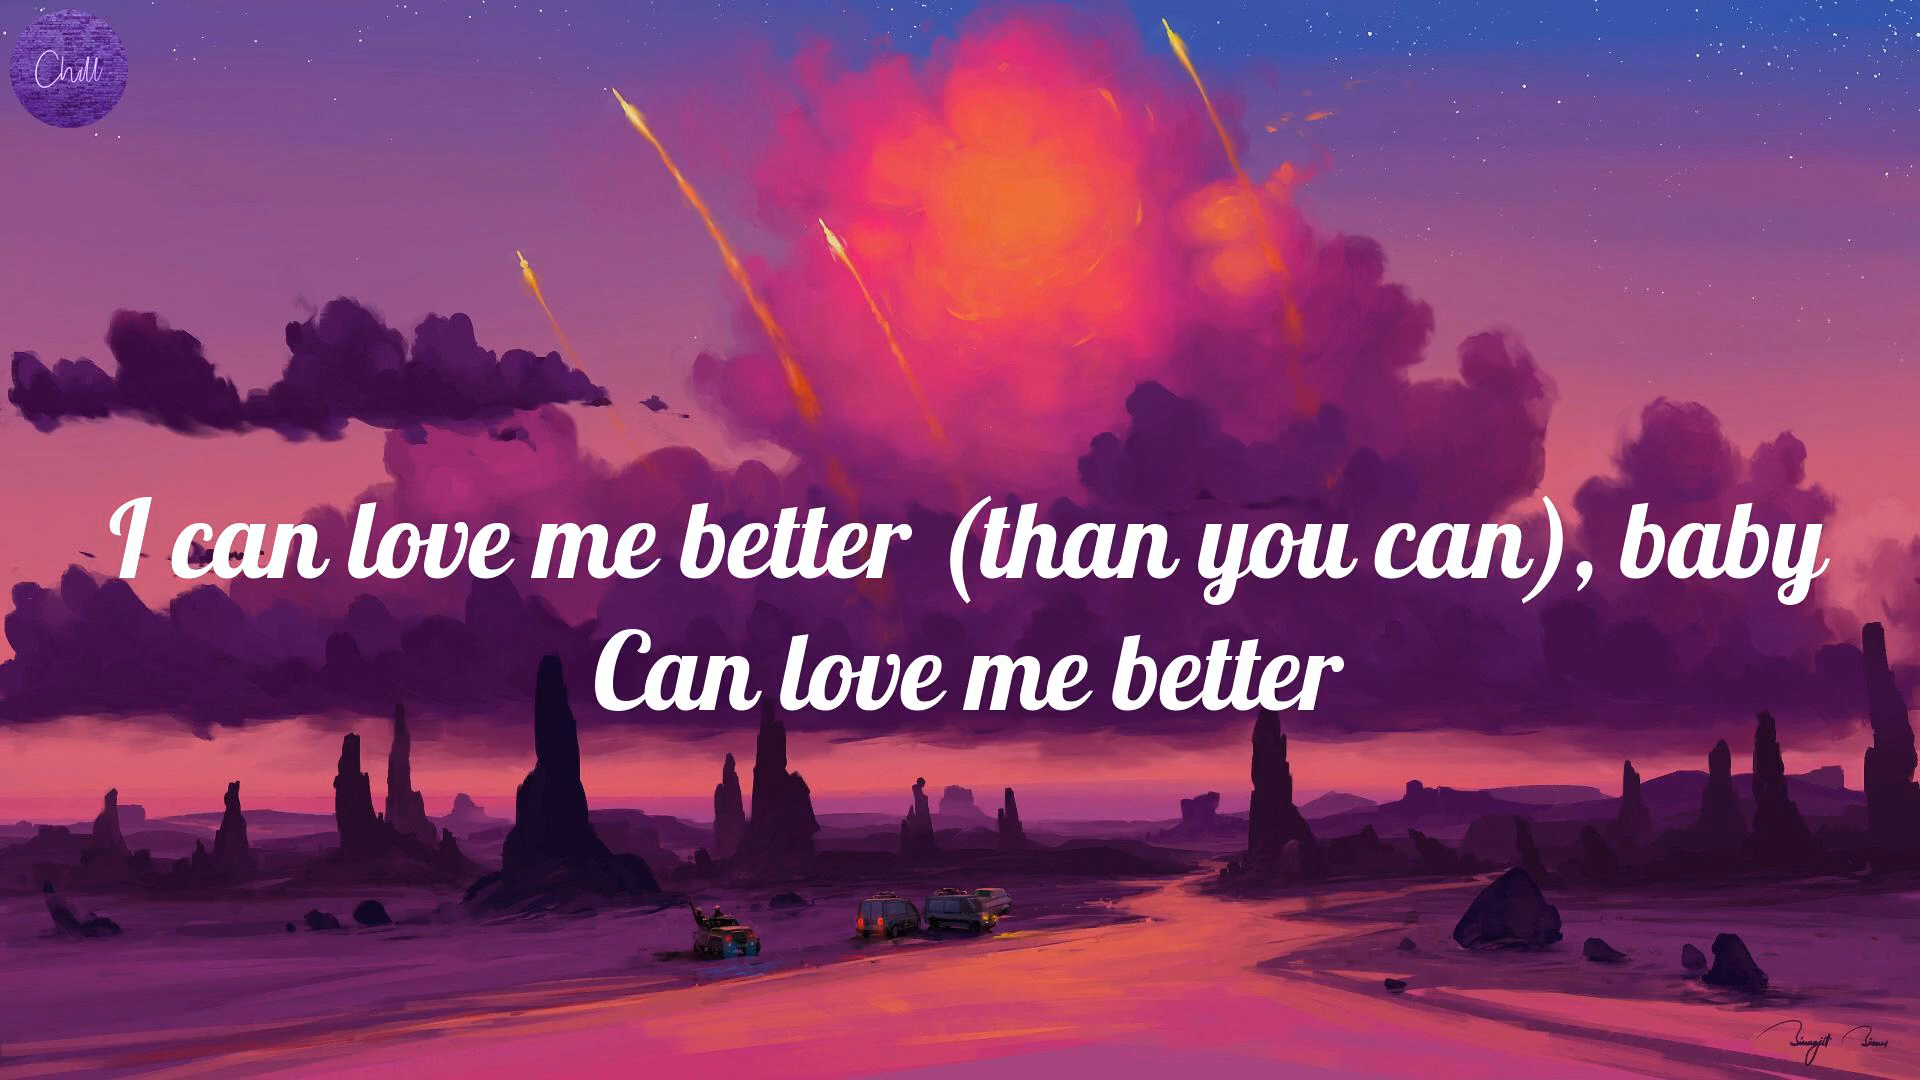 Chill
I can love me better (than you can), baby
Can love me better